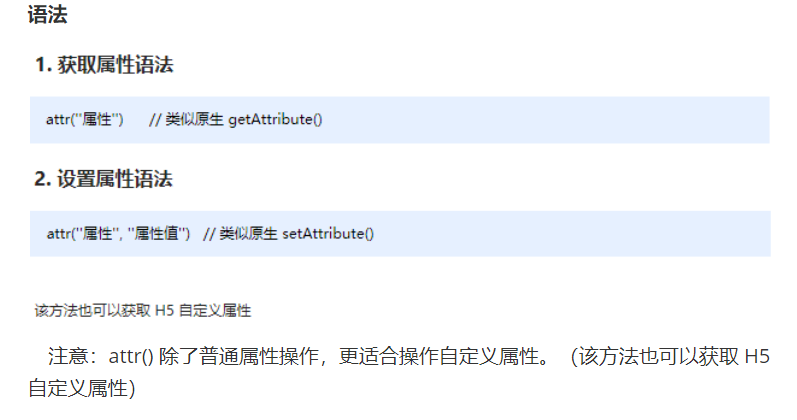 语法
1. 获取属性语法
attr("属性") // 类似原生 getAttribute()
2. 设置属性语法
attr("属性", "属性值") // 类似原生 setAttribute()
该方法也可以获取 H5 自定义属性
注意：attr() 除了普通属性操作，更适合操作自定义属性。（该方法也可以获取 H5
自定义属性）